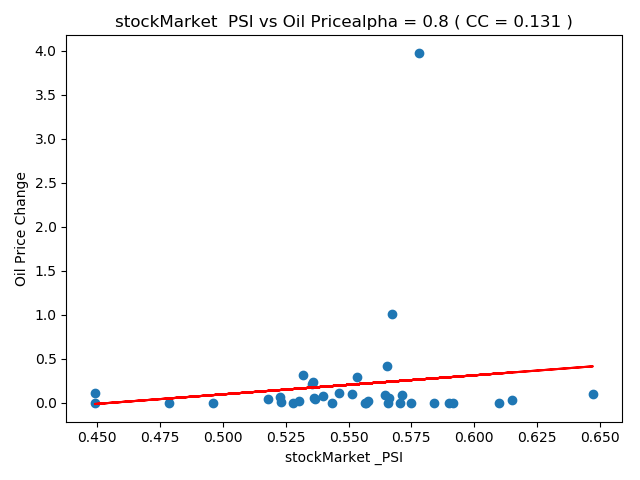 stockMarket  PSI vs Oil Pricealpha = 0.8 ( CC = 0.131 )
4.0
3.5
3.0
2.5
2.0
1.5
1.0
0.5
0.0
Oil Price Change
0.450 0.475 0.500 0.525 0.550 0.575 0.600 0.625 0.650
stockMarket _PSI